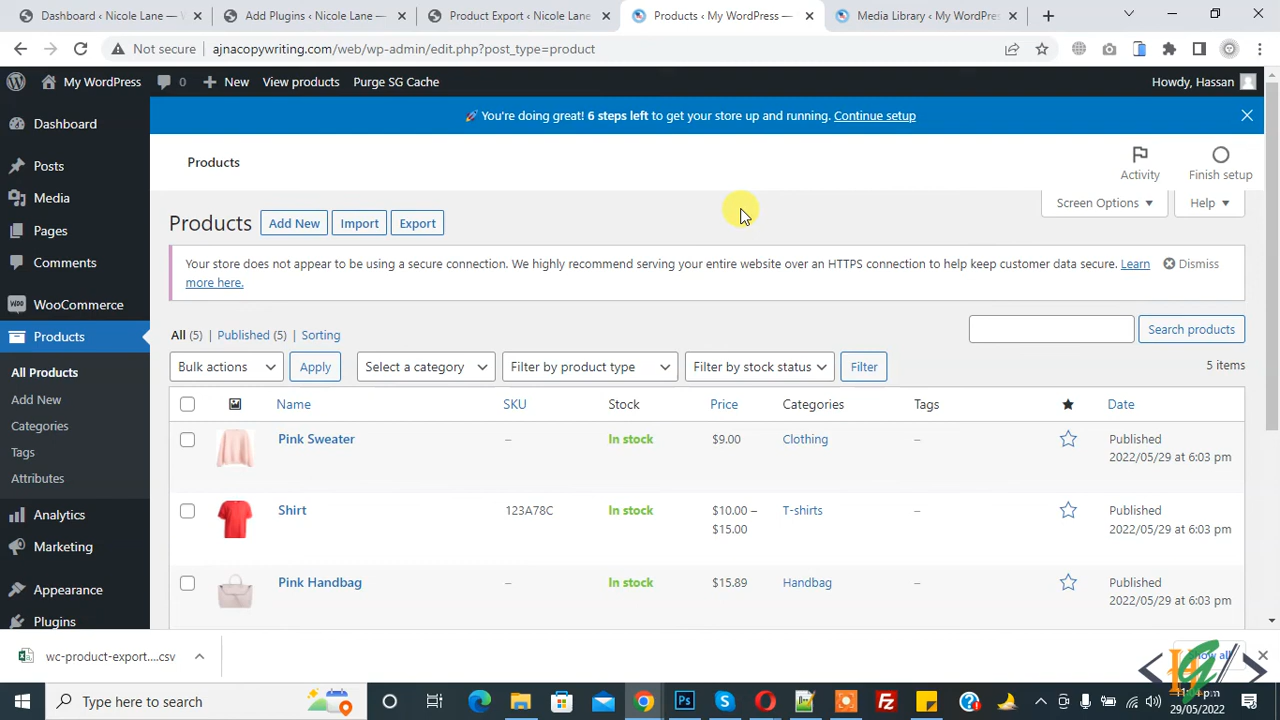 Dashboard ‹ Nicole Lane —
Add Plugins ‹ Nicole Lane —
Product Export ‹ Nicole Lane
Products ‹ My WordPress —
Media Library ‹ My WordPres
Not secure
ajnacopywriting.com/web/wp-admin/edit.php?post_type=product
My WordPress
0
New
View products
Purge SG Cache
Howdy, Hassan
You're doing great! 6 steps left to get your store up and running. Continue setup
Dashboard
Posts
Media
Pages
Comments
WooCommerce
Products
All Products
Add New
Categories
Tags
Attributes
Analytics
Marketing
Appearance
Plugins
Products
Activity
Finish setup
Screen Options
Help
Products
Add New
Import
Export
Your store does not appear to be using a secure connection. We highly recommend serving your entire website over an HTTPS connection to help keep customer data secure. Learn
more here.
Dismiss
All (5) | Published (5) | Sorting
Search products
Bulk actions
Apply
Select a category
Filter by product type
Filter by stock status
Filter
5 items
Name
SKU
Stock
Price
Categories
Tags
Date
Pink Sweater
–
In stock
$9.00
Clothing
–
Published
2022/05/29 at 6:03 pm
Shirt
123A78C
In stock
$10.00 –
$15.00
T-shirts
–
Published
2022/05/29 at 6:03 pm
Pink Handbag
–
In stock
$15.89
Handbag
–
Published
2022/05/29 at 6:03 pm
wc-product-export....csv
Show all
Type here to search
29/05/2022